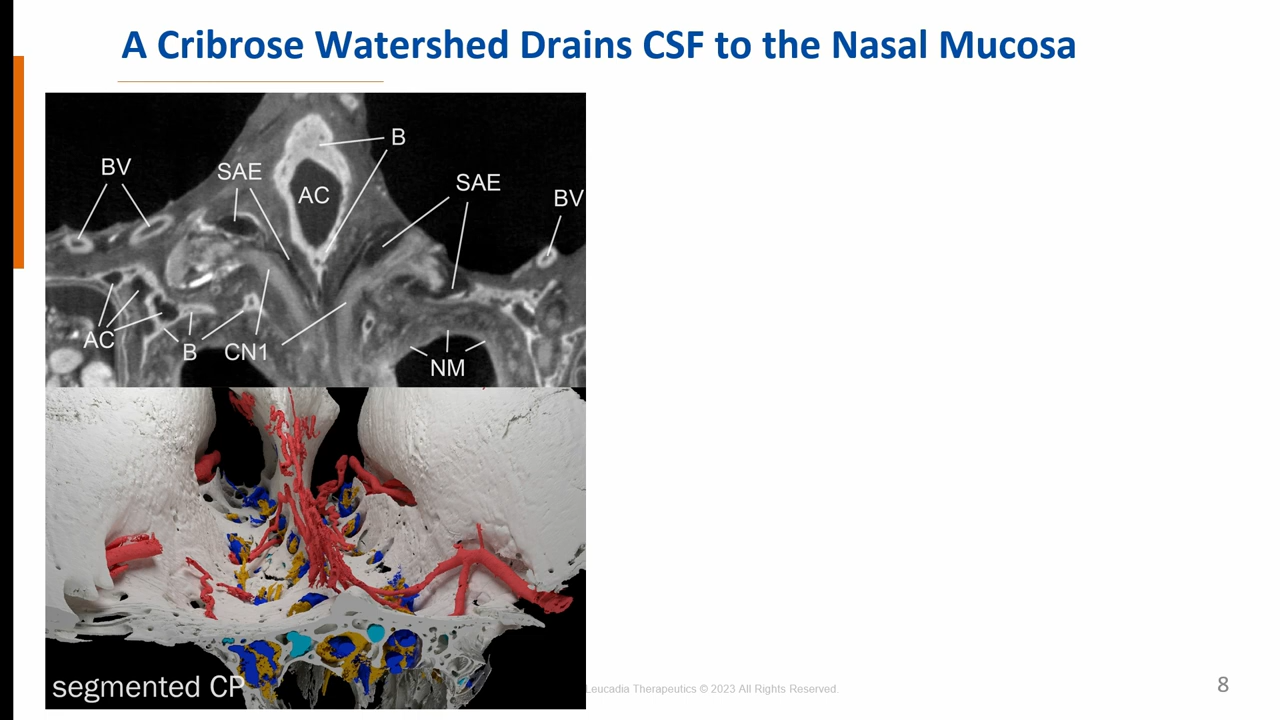 A Cribrose Watershed Drains CSF to the Nasal Mucosa
B
BV
SAE
SAE
AC
BV
AC
B
CN1
NM
segmented CP
Leucadia Therapeutics © 2023 All Rights Reserved.
8